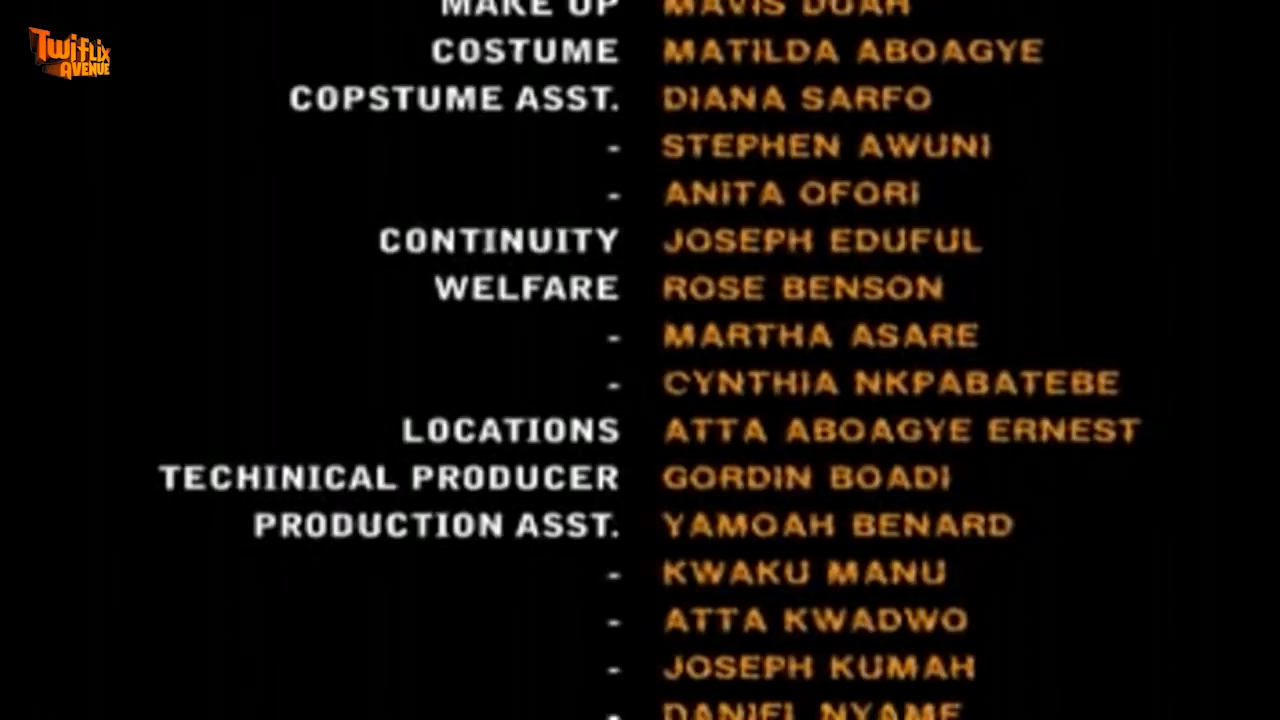 TWiFLiX
AVENUE
MAKE UP MAVIS DUAH
COSTUME MATILDA ABOAGYE
COPSTUME ASST. DIANA SARFO
- STEPHEN AWUNI
- ANITA OFORI
CONTINUITY JOSEPH EDUFUL
WELFARE ROSE BENSON
- MARTHA ASARE
- CYNTHIA NKPABATEBE
LOCATIONS ATTA ABOAGYE ERNEST
TECHINICAL PRODUCER GORDIN BOADI
PRODUCTION ASST. YAMOAH BENARD
- KWAKU MANU
- ATTA KWADWO
- JOSEPH KUMAH
- DANIEL NYAME